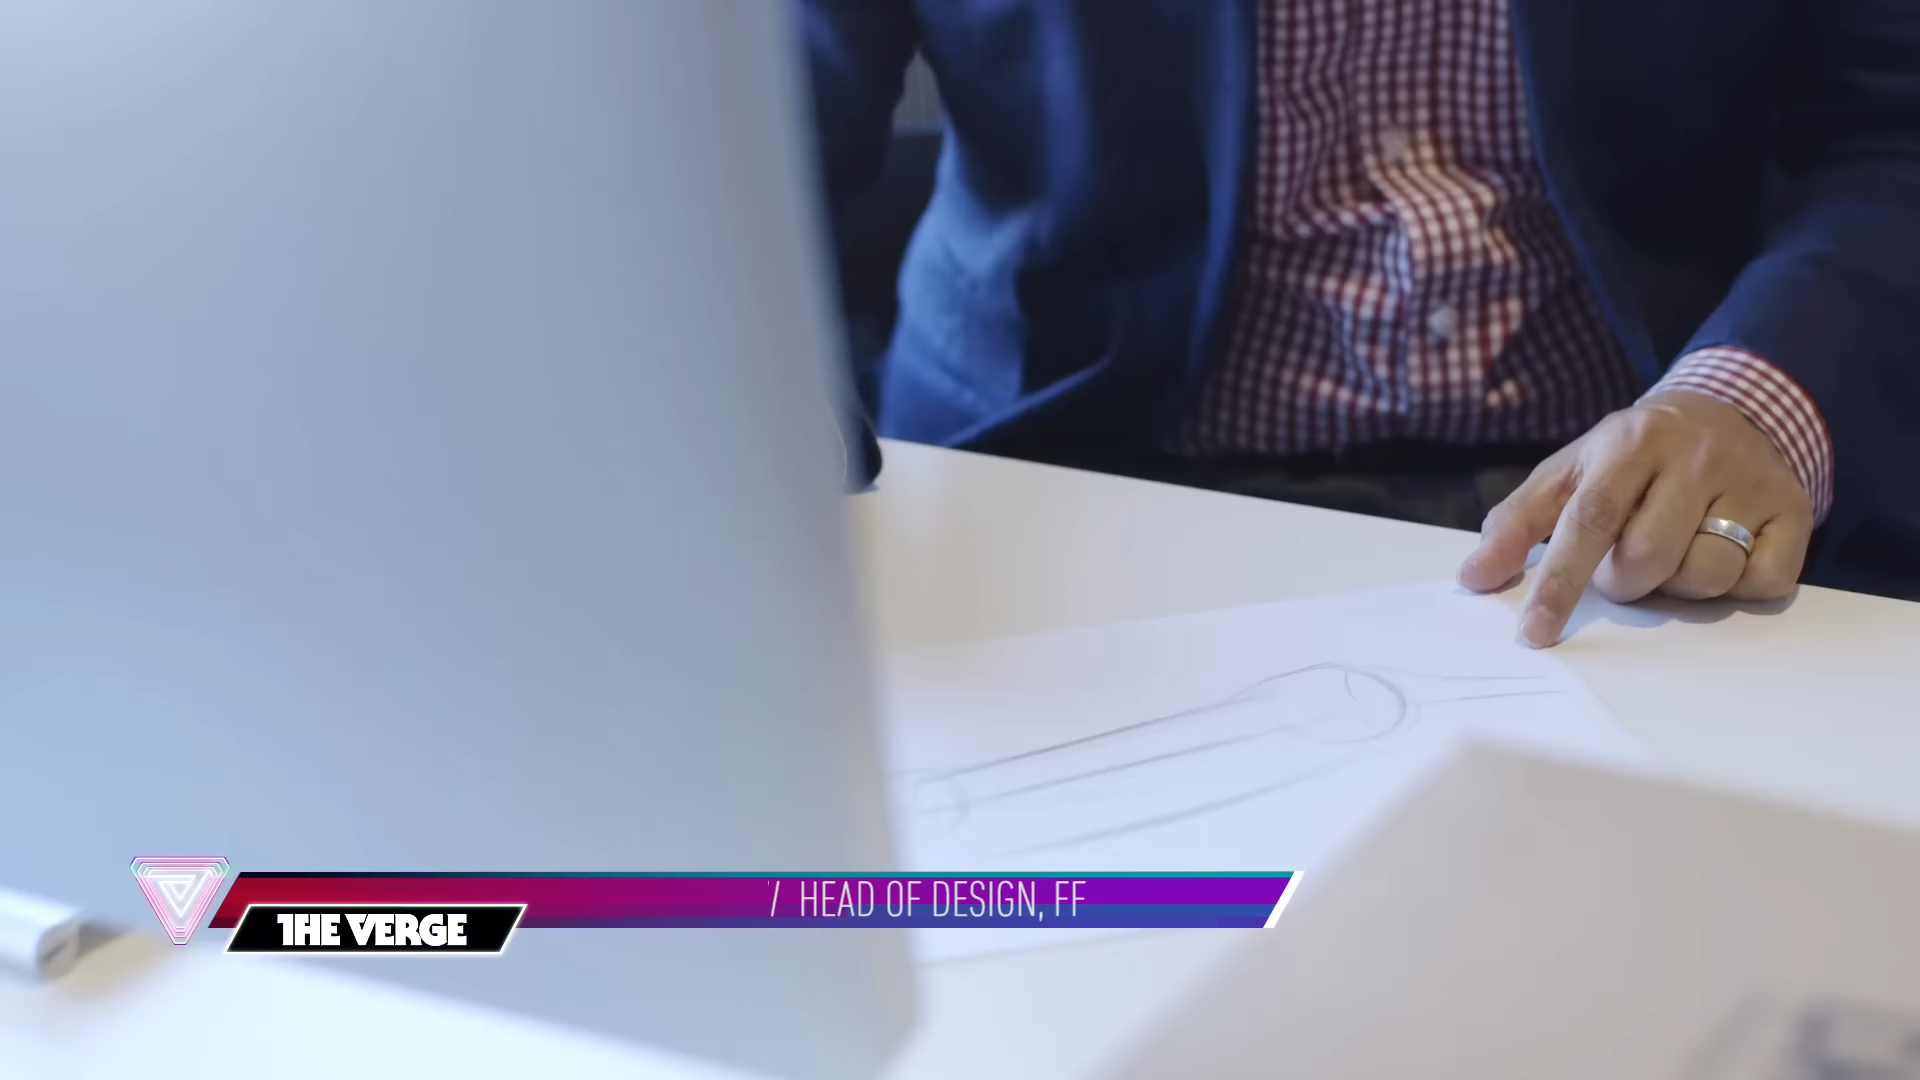 / HEAD OF DESIGN, FF
THE VERGE